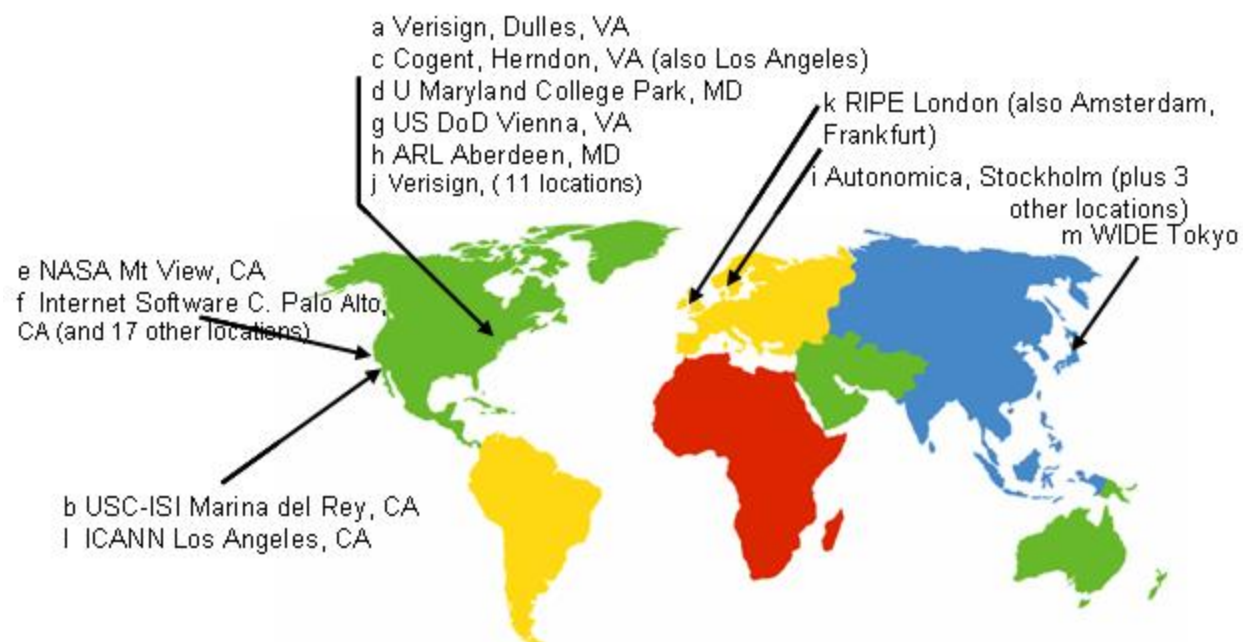 a Verisign, Dulles, VA
c Cogent, Herndon, VA (also Los Angeles)
d U Maryland College Park, MD
g US DoD Vienna, VA
h ARL Aberdeen, MD
j Verisign, ( 11 locations)
k RIPE London (also Amsterdam,
Frankfurt)
i Autonomica, Stockholm (plus 3
other locations)
m WIDE Tokyo
e NASA Mt View, CA
f Internet Software C. Palo Alto,
CA (and 17 other locations)
b USC-ISI Marina del Rey, CA
l ICANN Los Angeles, CA